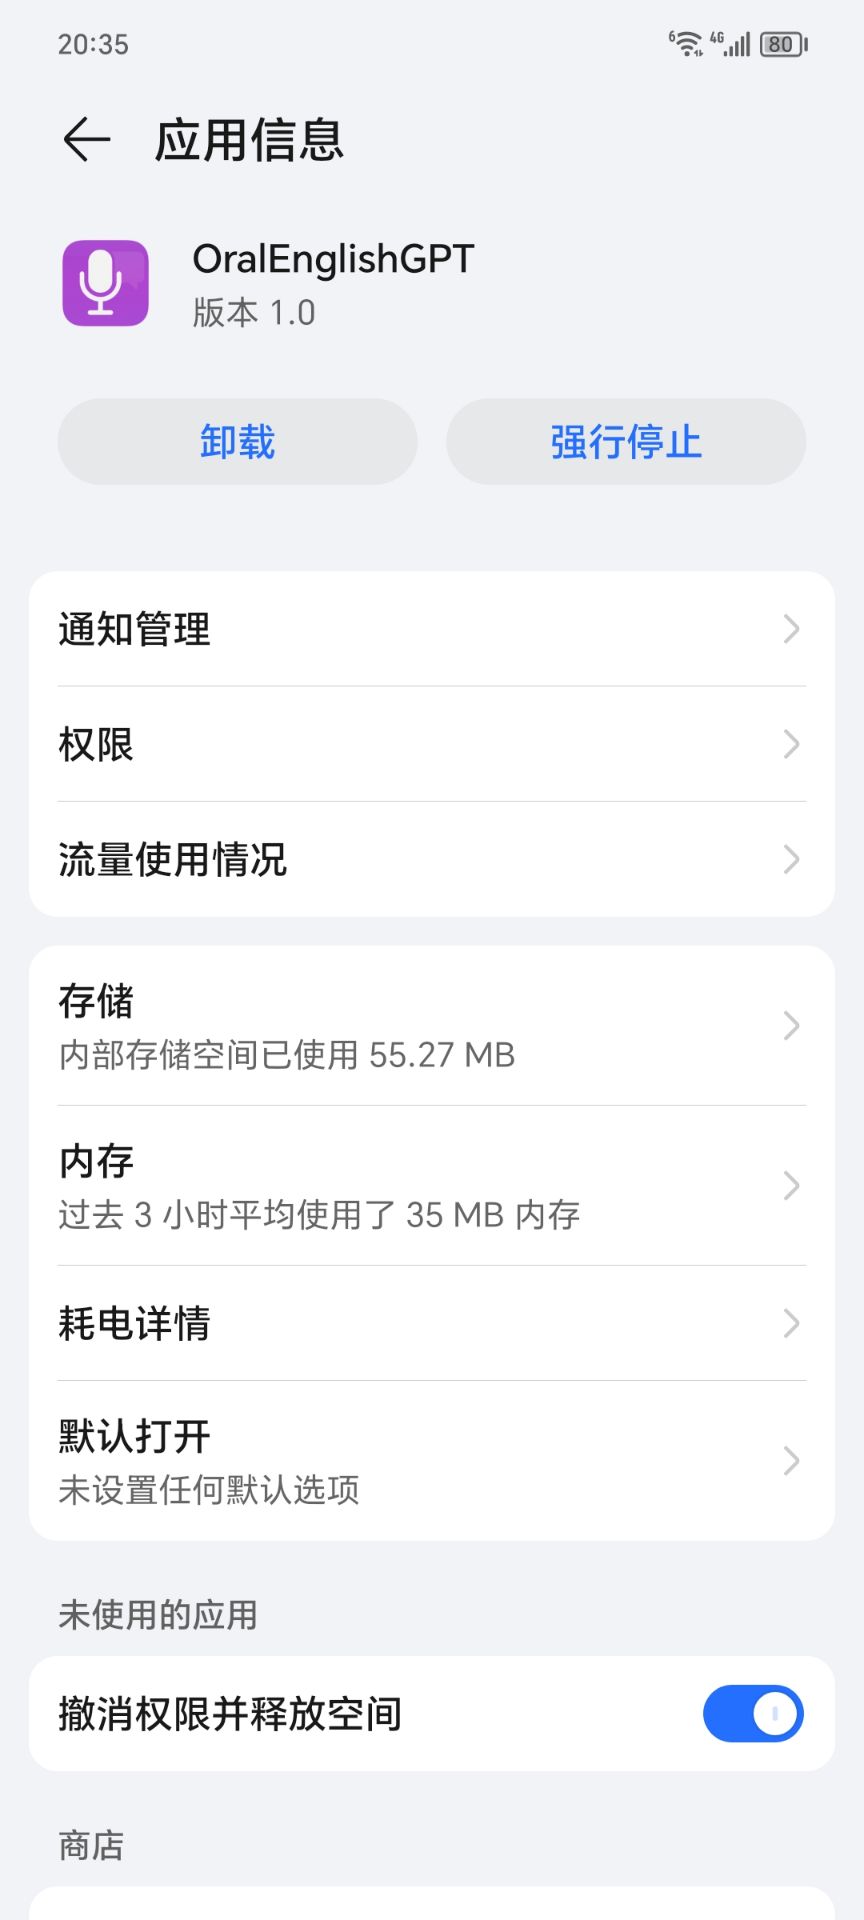 20:35
6 4G 80
应用信息
OralEnglishGPT
版本 1.0
卸载
强行停止
通知管理
权限
流量使用情况
存储
内部存储空间已使用 55.27 MB
内存
过去 3 小时平均使用了 35 MB 内存
耗电详情
默认打开
未设置任何默认选项
未使用的应用
撤消权限并释放空间
商店